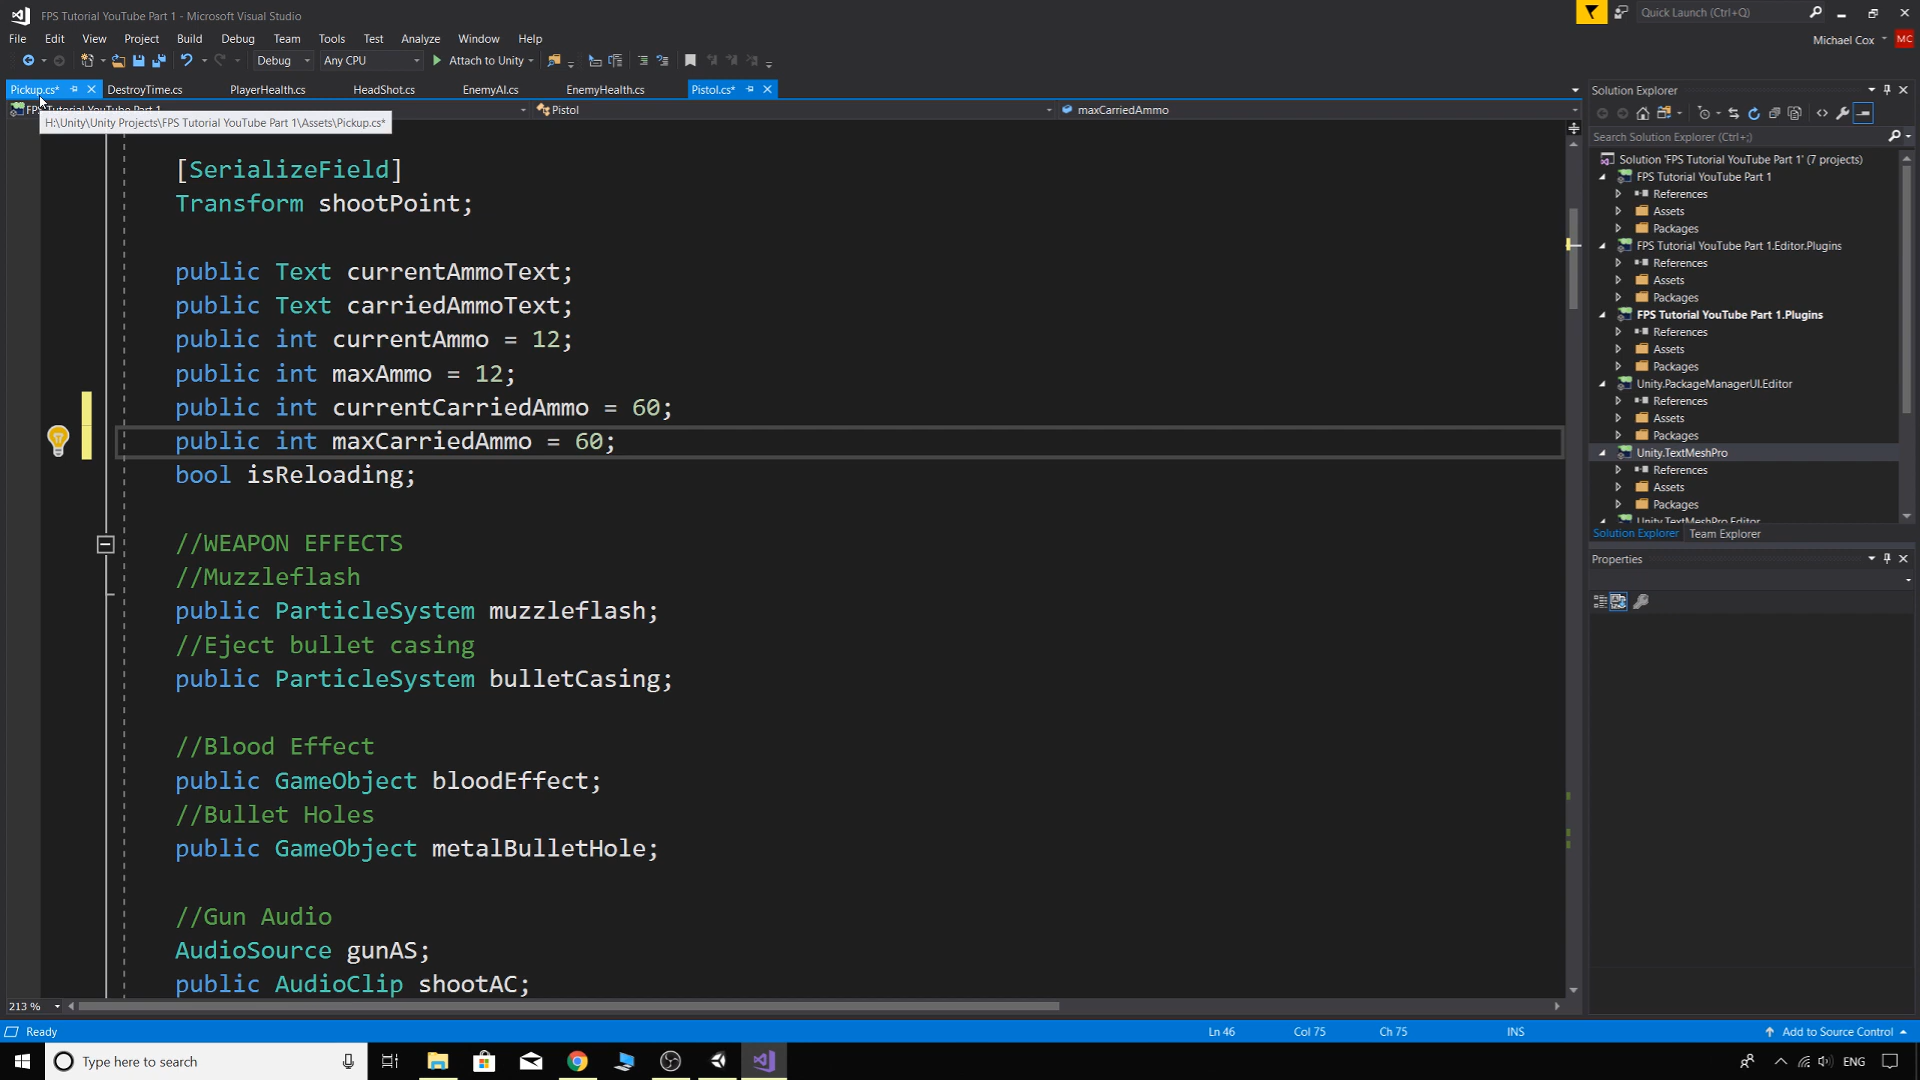 FPS Tutorial YouTube Part 1 - Microsoft Visual Studio
Quick Launch (Ctrl+Q)
File Edit View Project Build Debug Team Tools Test Analyze Window Help
Michael Cox MC
Debug Any CPU Attach to Unity
Pickup.cs* DestroyTime.cs PlayerHealth.cs HeadShot.cs EnemyAI.cs EnemyHealth.cs Pistol.cs*
FPS Tutorial YouTube Part 1 Pistol maxCarriedAmmo
H:\Unity\Unity Projects\FPS Tutorial YouTube Part 1\Assets\Pickup.cs*
[SerializeField]
Transform shootPoint;
public Text currentAmmoText;
public Text carriedAmmoText;
public int currentAmmo = 12;
public int maxAmmo = 12;
public int currentCarriedAmmo = 60;
public int maxCarriedAmmo = 60;
bool isReloading;
//WEAPON EFFECTS
//Muzzleflash
public ParticleSystem muzzleflash;
//Eject bullet casing
public ParticleSystem bulletCasing;
//Blood Effect
public GameObject bloodEffect;
//Bullet Holes
public GameObject metalBulletHole;
//Gun Audio
AudioSource gunAS;
public AudioClip shootAC;
213 %
Solution Explorer
Search Solution Explorer (Ctrl+;)
Solution 'FPS Tutorial YouTube Part 1' (7 projects)
FPS Tutorial YouTube Part 1
References
Assets
Packages
FPS Tutorial YouTube Part 1.Editor.Plugins
References
Assets
Packages
FPS Tutorial YouTube Part 1.Plugins
References
Assets
Packages
Unity.PackageManagerUI.Editor
References
Assets
Packages
Unity.TextMeshPro
References
Assets
Packages
Unity.TextMeshPro.Editor
Solution Explorer Team Explorer
Properties
Ready Ln 46 Col 75 Ch 75 INS Add to Source Control
Type here to search ENG